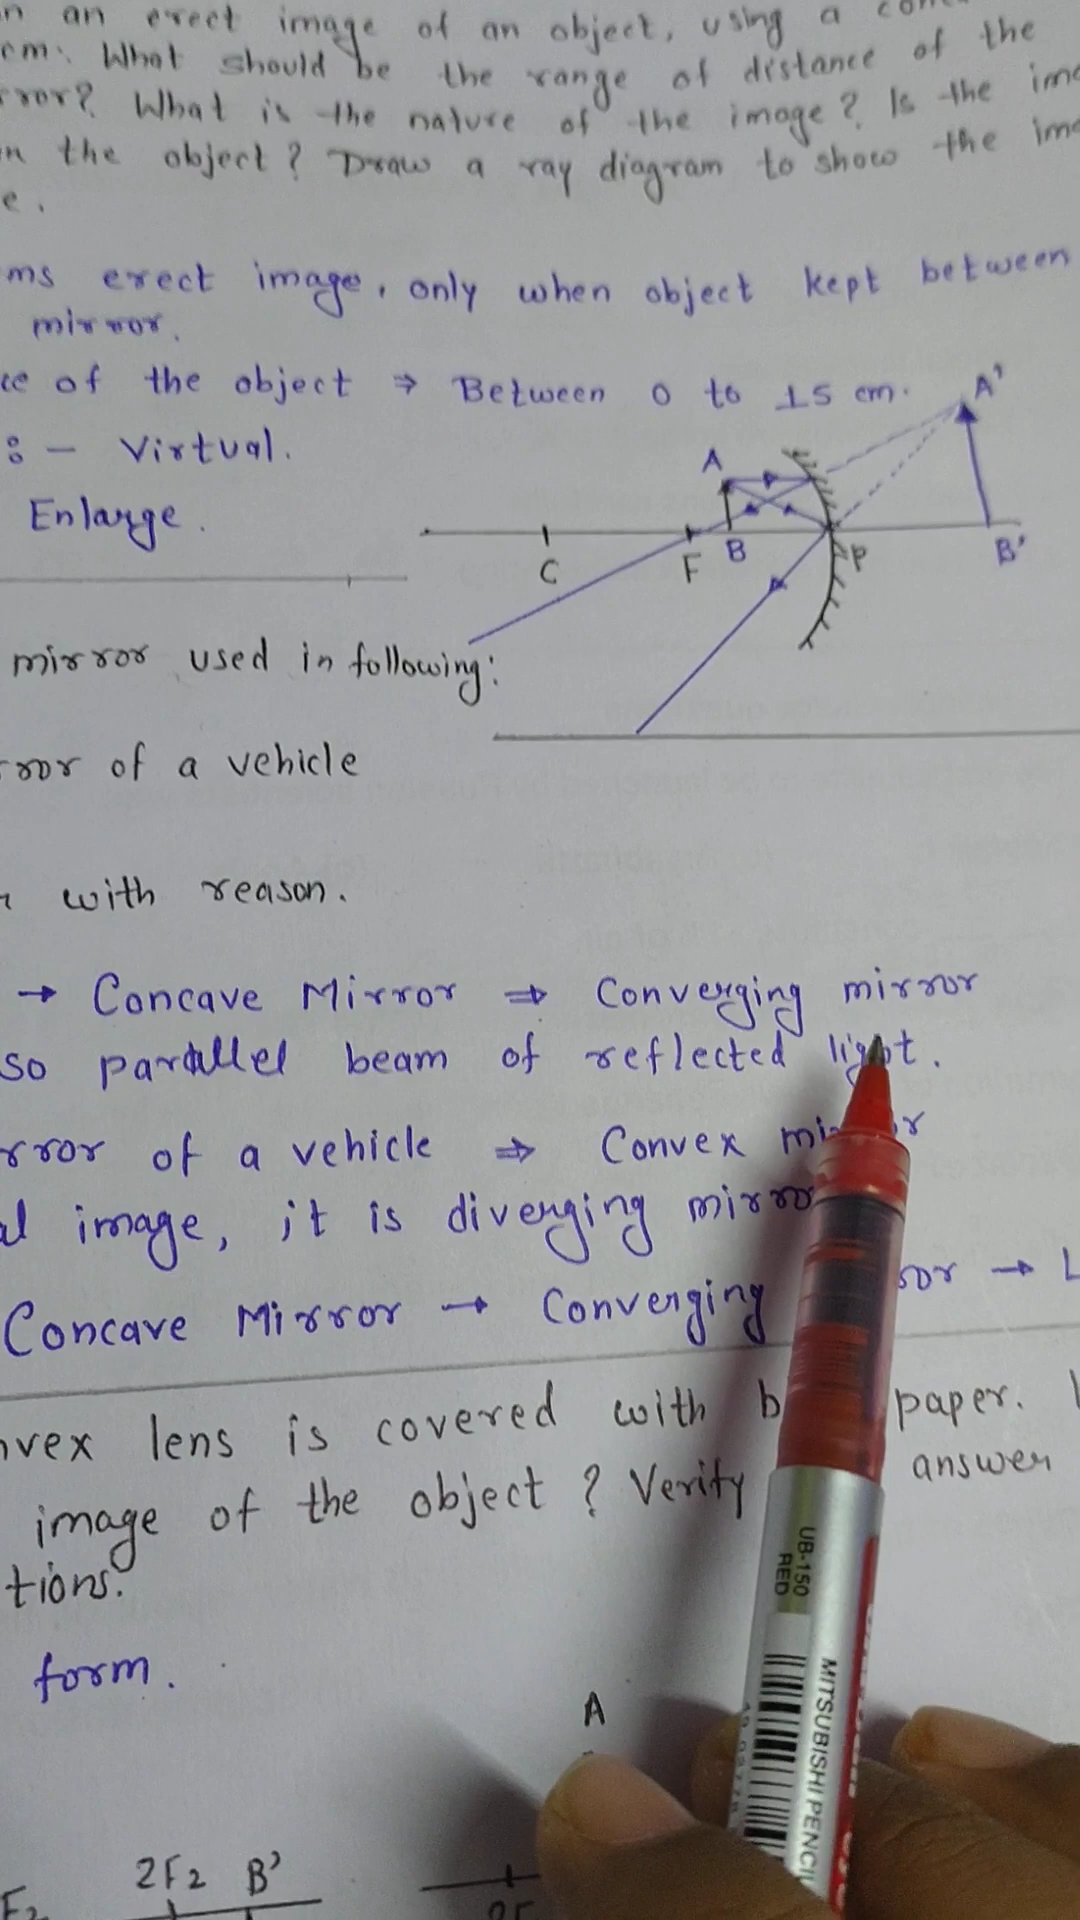 an erect image of an object, using a
cm. What should be the range of distance of the
ror? What is the nature of the image? Is the ima
n the object? Draw a ray diagram to show the ima
e.
ms erect image, only when object kept between
mirror.
ce of the object ⇒ Between 0 to 15 cm.
:- Virtual.
Enlarge.
A A'
C F B P B'
mirror used in following:
rror of a vehicle
with reason.
→ Concave Mirror ⇒ Converging mirror
so parallel beam of reflected light.
rror of a vehicle ⇒ Convex
image, it is diverging
Concave Mirror → Converging → L
nvex lens is covered with paper.
image of the object? Verify answer
tions.
form.
A
2F2 B'
F2
UB-150
RED
MITSUBISHI PENCIL